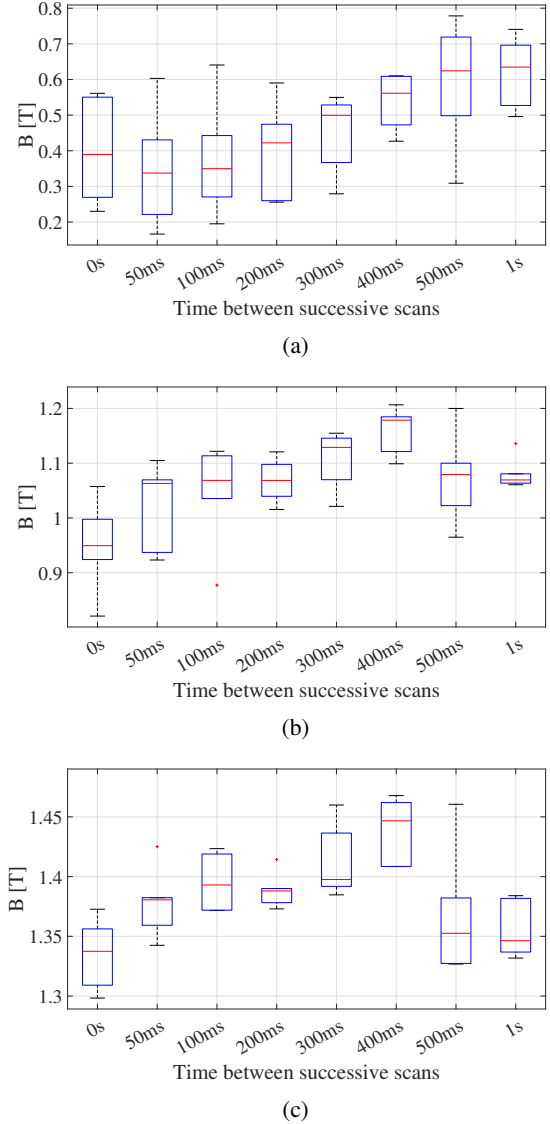 0.8
0.7
0.6
0.5
0.4
0.3
0.2
B [T]
0s 50ms 100ms 200ms 300ms 400ms 500ms 1s
Time between successive scans
(a)
1.2
1.1
1
0.9
B [T]
0s 50ms 100ms 200ms 300ms 400ms 500ms 1s
Time between successive scans
(b)
1.45
1.4
1.35
1.3
B [T]
0s 50ms 100ms 200ms 300ms 400ms 500ms 1s
Time between successive scans
(c)